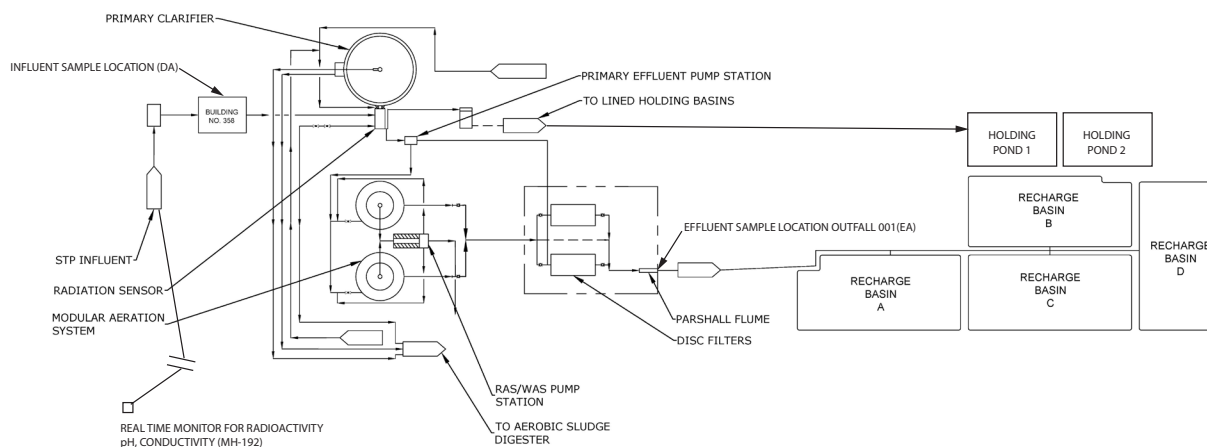 PRIMARY CLARIFIER
INFLUENT SAMPLE LOCATION (DA)
BUILDING
NO. 358
PRIMARY EFFLUENT PUMP STATION
TO LINED HOLDING BASINS
HOLDING
POND 1
HOLDING
POND 2
RECHARGE
BASIN
B
RECHARGE
BASIN
D
EFFLUENT SAMPLE LOCATION OUTFALL 001(EA)
STP INFLUENT
RADIATION SENSOR
MODULAR AERATION
SYSTEM
RECHARGE
BASIN
A
RECHARGE
BASIN
C
PARSHALL FLUME
DISC FILTERS
RAS/WAS PUMP
STATION
TO AEROBIC SLUDGE
DIGESTER
REAL TIME MONITOR FOR RADIOACTIVITY
pH, CONDUCTIVITY (MH-192)